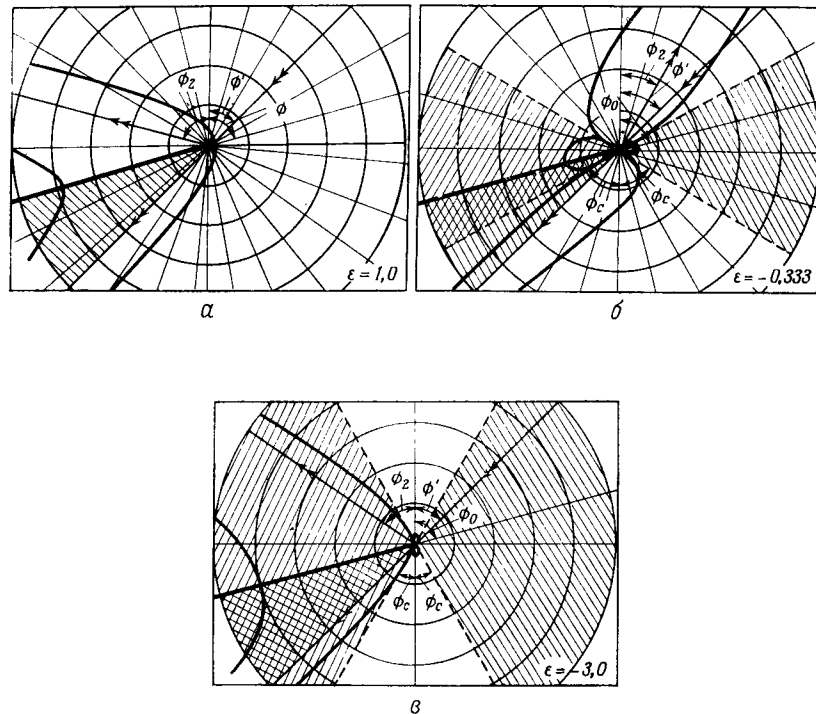 ϕ₂ ϕ' ϕ
ε = 1,0
а
ϕ₂ ϕ' ϕ₀
ϕc ϕc
ε = −0,333
б
ϕ₂ ϕ' ϕ₀
ϕc ϕc
ε = −3,0
в